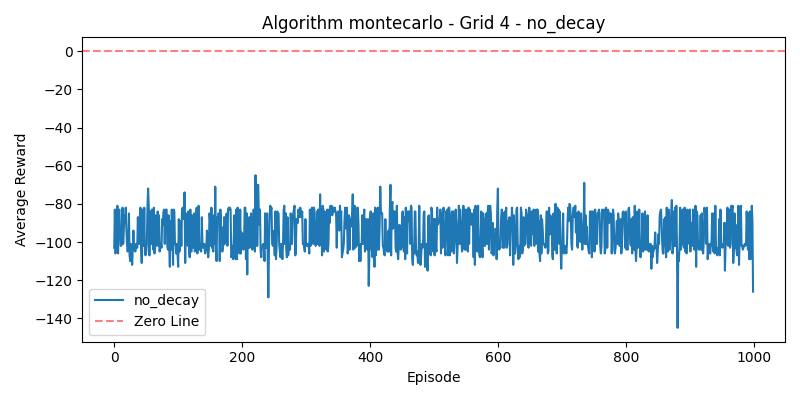 Algorithm montecarlo - Grid 4 - no_decay
Average Reward
0
−20
−40
−60
−80
−100
−120
−140
no_decay
Zero Line
0
200
400
600
800
1000
Episode